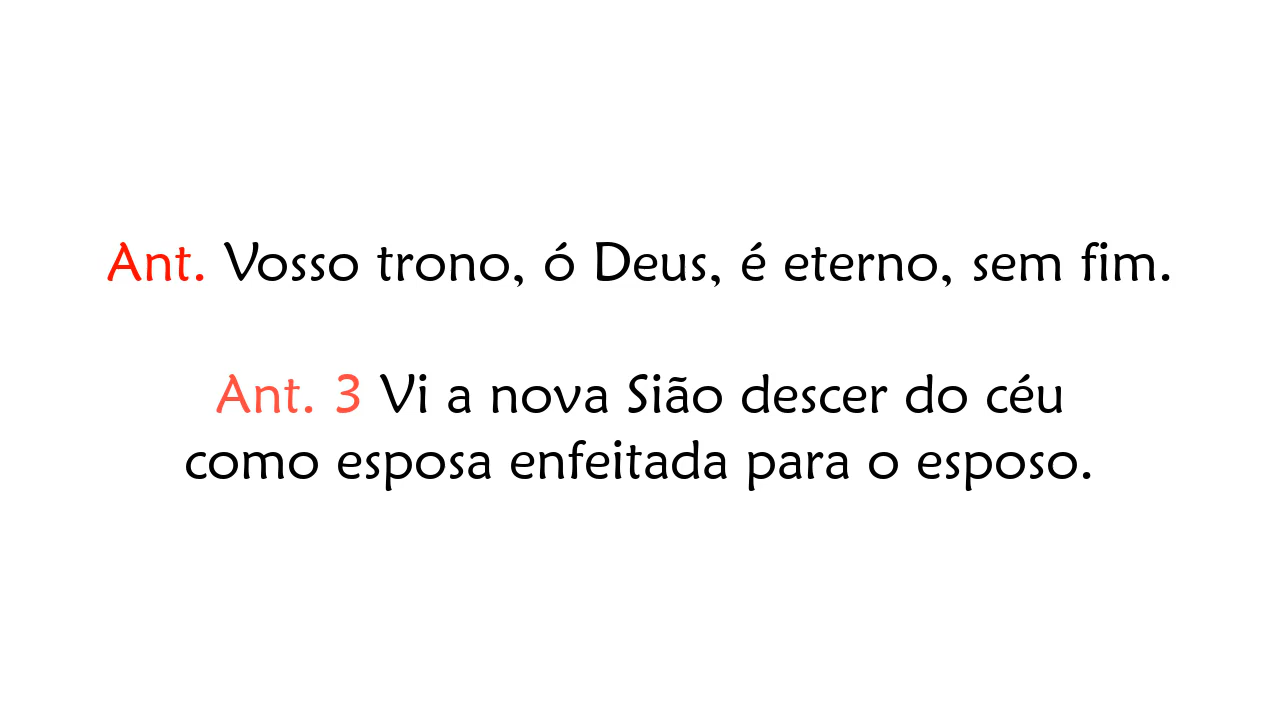 Ant. Vosso trono, ó Deus, é eterno, sem fim.
Ant. 3 Vi a nova Sião descer do céu
como esposa enfeitada para o esposo.